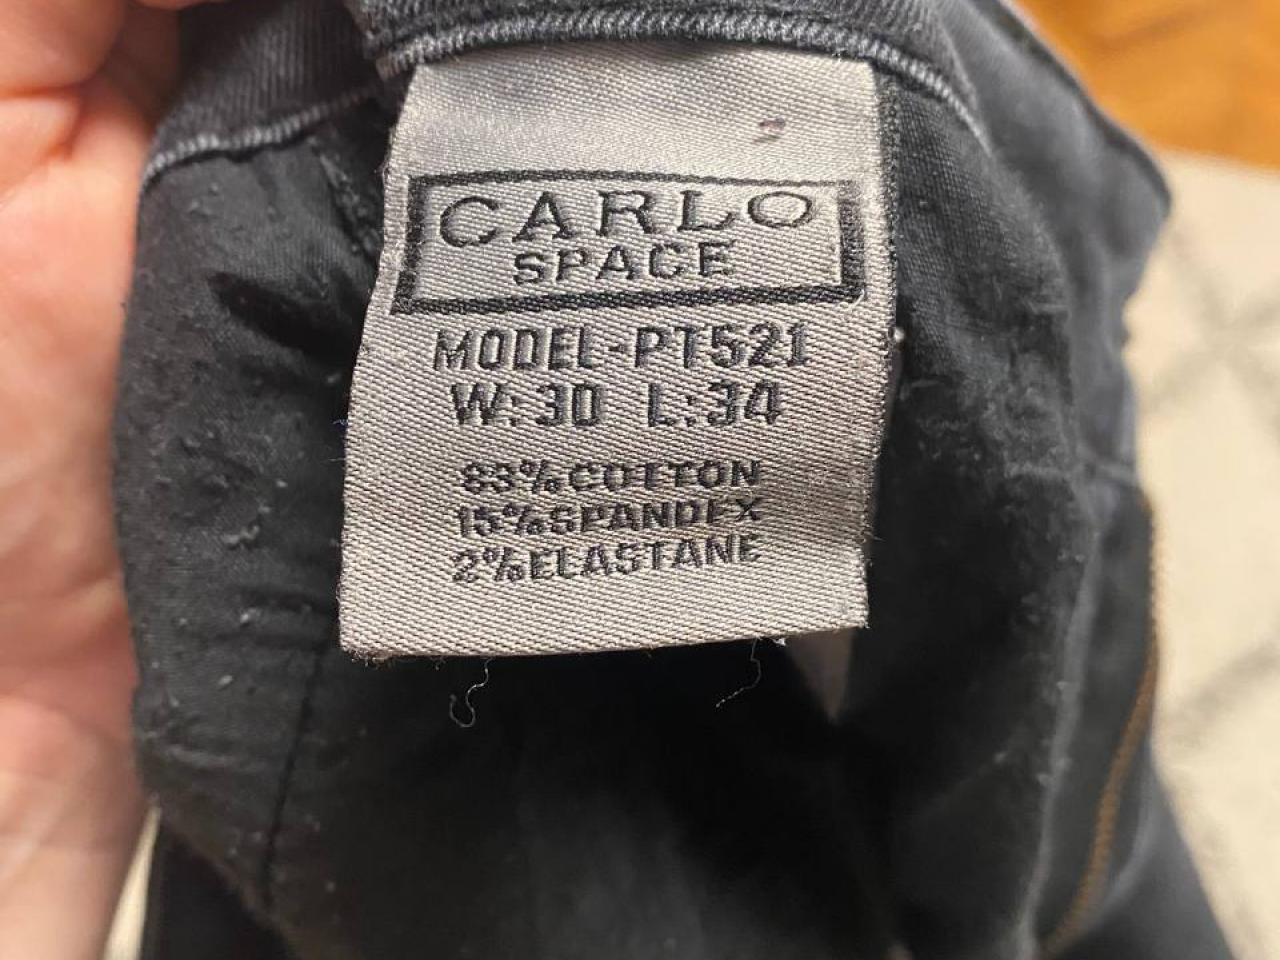 CARLO
SPACE
MODEL-PT521
W:30 L:34
83%COTTON
15%SPANDEX
2%ELASTANE